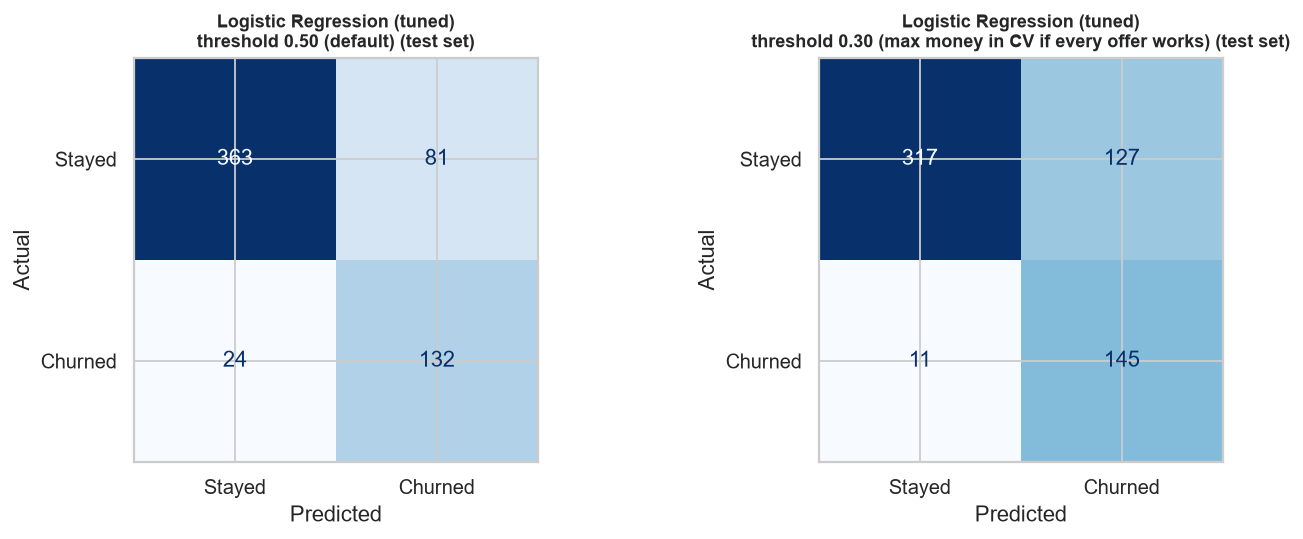 Logistic Regression (tuned)
threshold 0.50 (default) (test set)
Actual
Stayed
363
81
Churned
24
132
Stayed
Churned
Predicted
Logistic Regression (tuned)
threshold 0.30 (max money in CV if every offer works) (test set)
Actual
Stayed
317
127
Churned
11
145
Stayed
Churned
Predicted